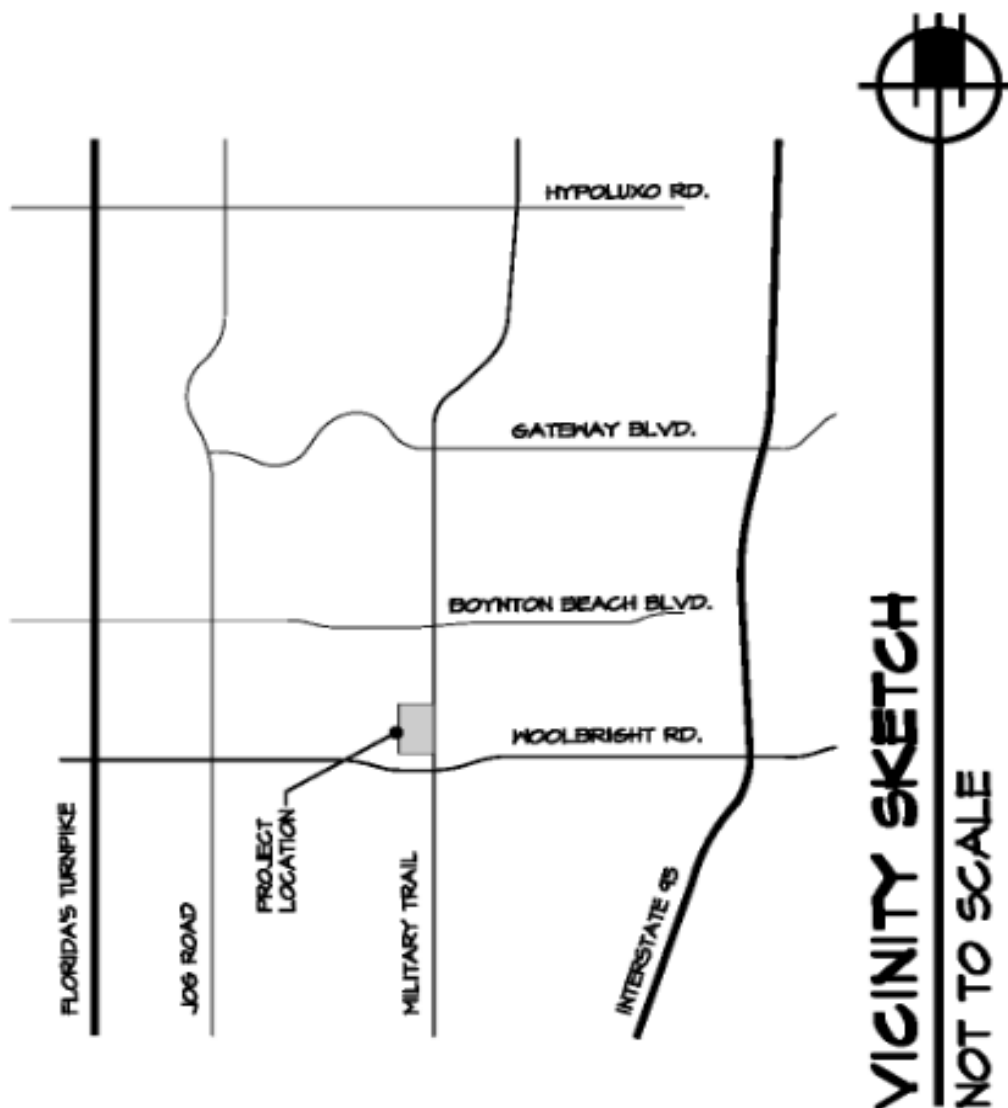 HYPOLUXO RD.
GATEWAY BLVD.
BOYNTON BEACH BLVD.
WOOLBRIGHT RD.
FLORIDA'S TURNPIKE
JOG ROAD
PROJECT
LOCATION
MILITARY TRAIL
INTERSTATE 95
VICINITY SKETCH
NOT TO SCALE